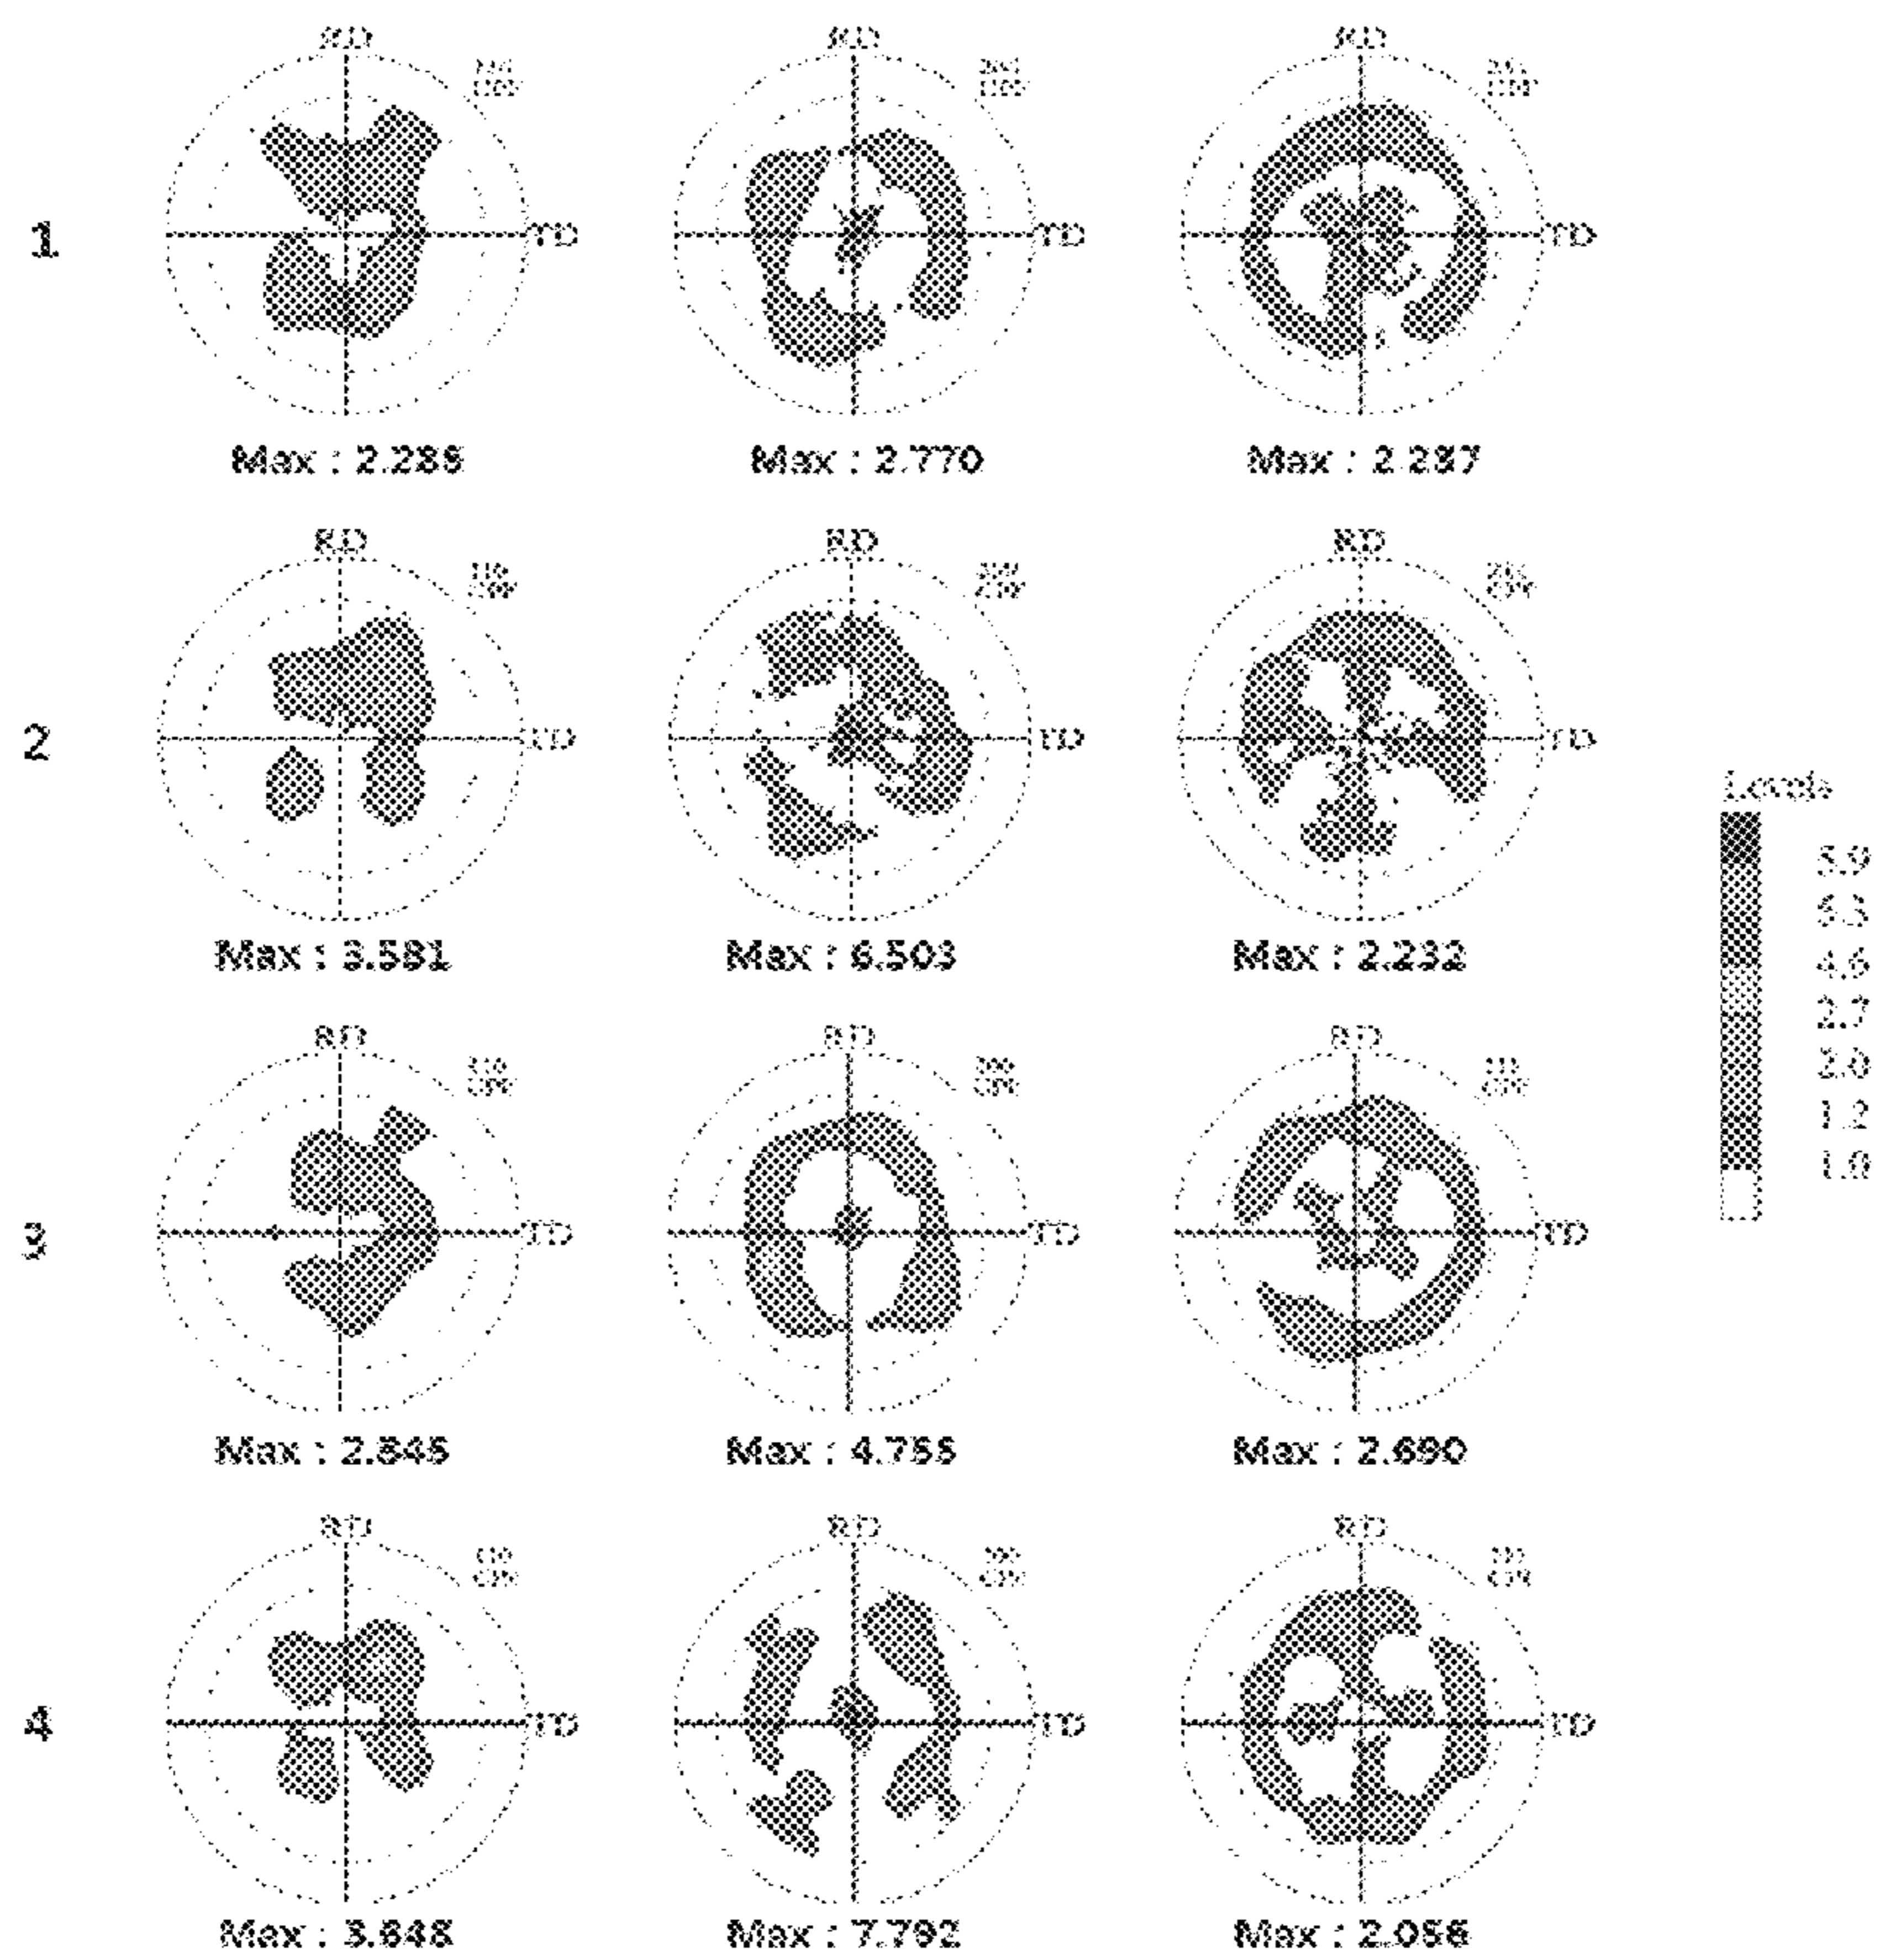 RD RD RD
1 TD TD TD
Max : 2.288 Max : 2.770 Max : 2.287
RD RD RD
2 TD TD TD
Max : 3.581 Max : 6.503 Max : 2.232
Levels
5.9
5.3
4.6
2.7
2.0
1.2
1.0
RD RD RD
3 TD TD TD
Max : 2.845 Max : 4.755 Max : 2.690
RD RD RD
4 TD TD TD
Max : 3.648 Max : 7.792 Max : 2.056